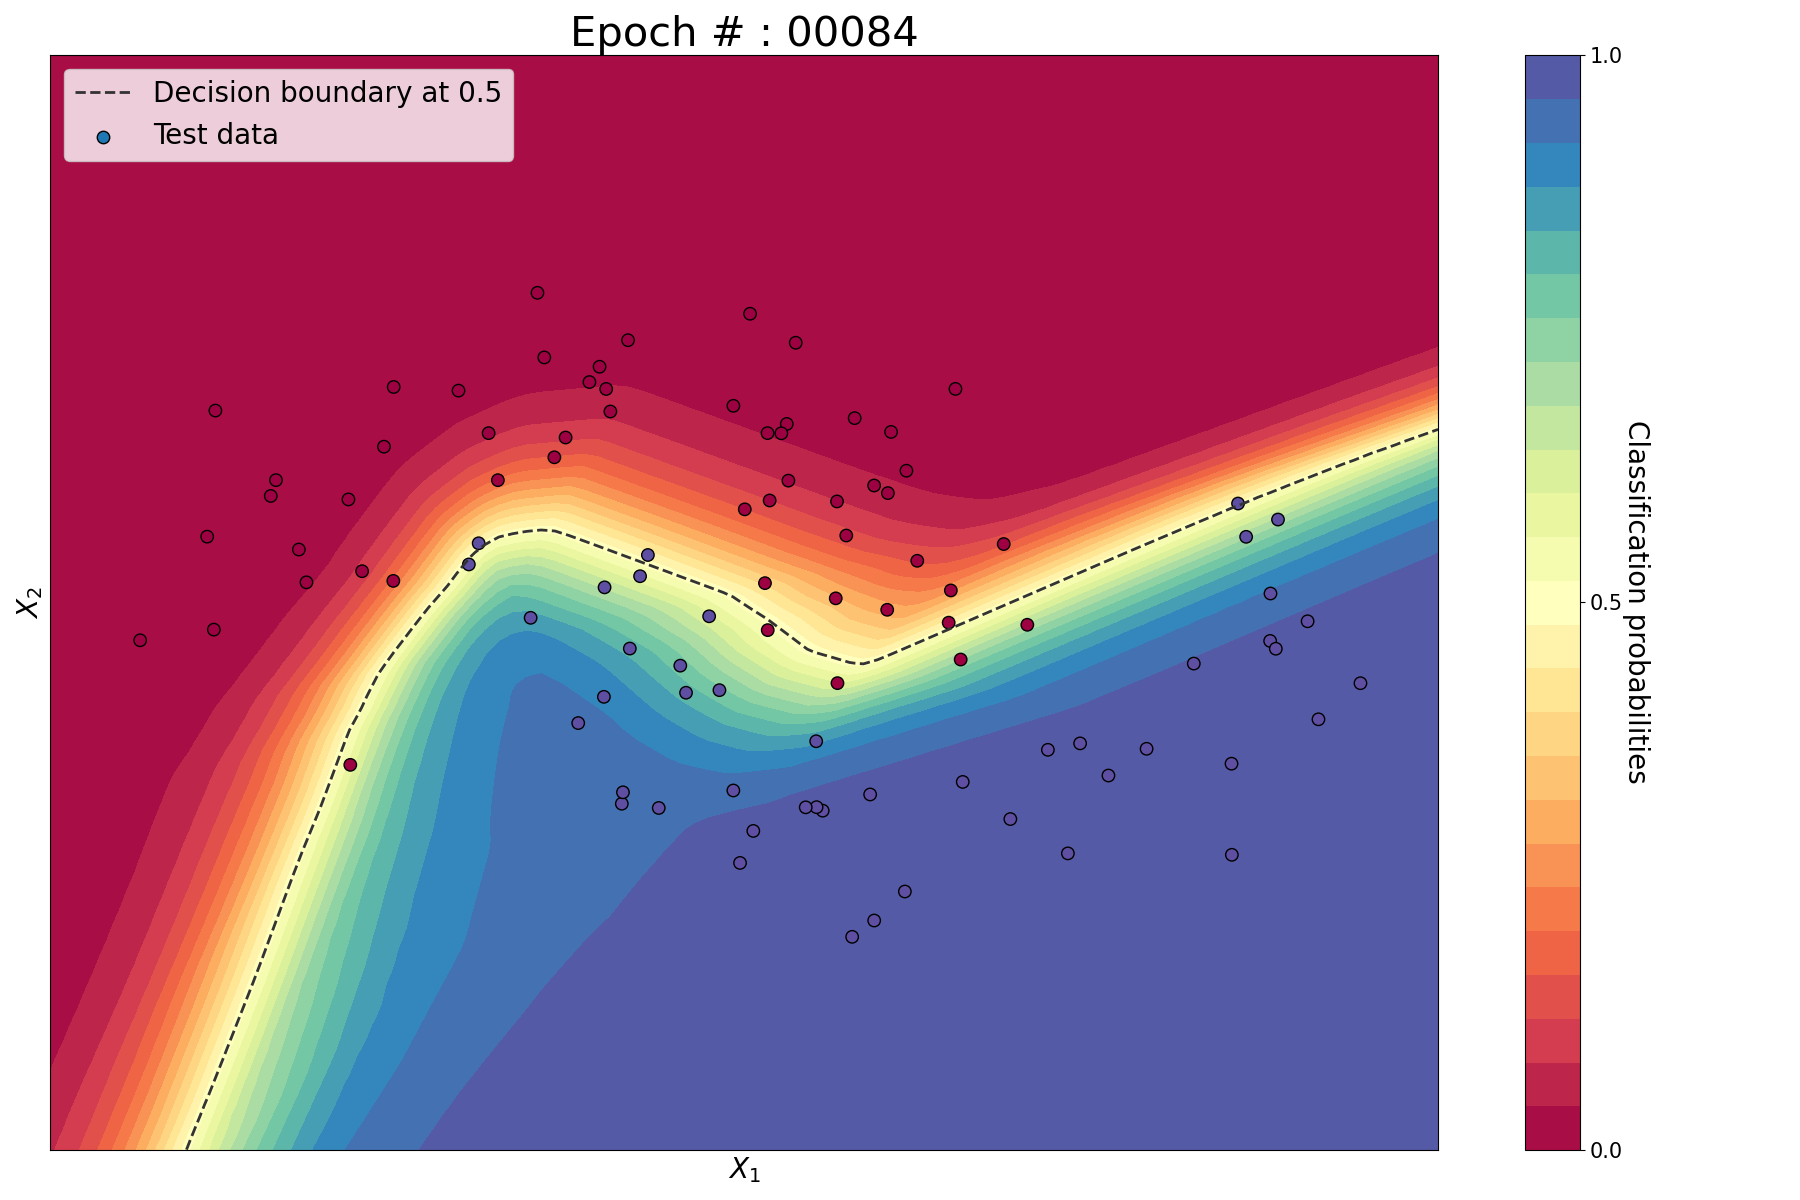 Epoch # : 00084
Decision boundary at 0.5
Test data
1.0
0.5
0.0
Classification probabilities
X₂
X₁